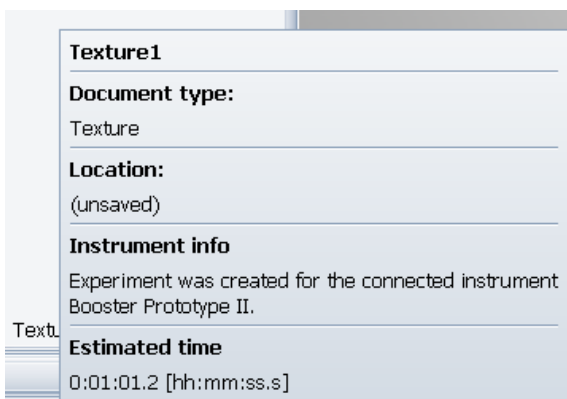 Texture1
Document type:
Texture
Location:
(unsaved)
Instrument info
Experiment was created for the connected instrument
Booster Prototype II.
Estimated time
0:01:01.2 [hh:mm:ss.s]